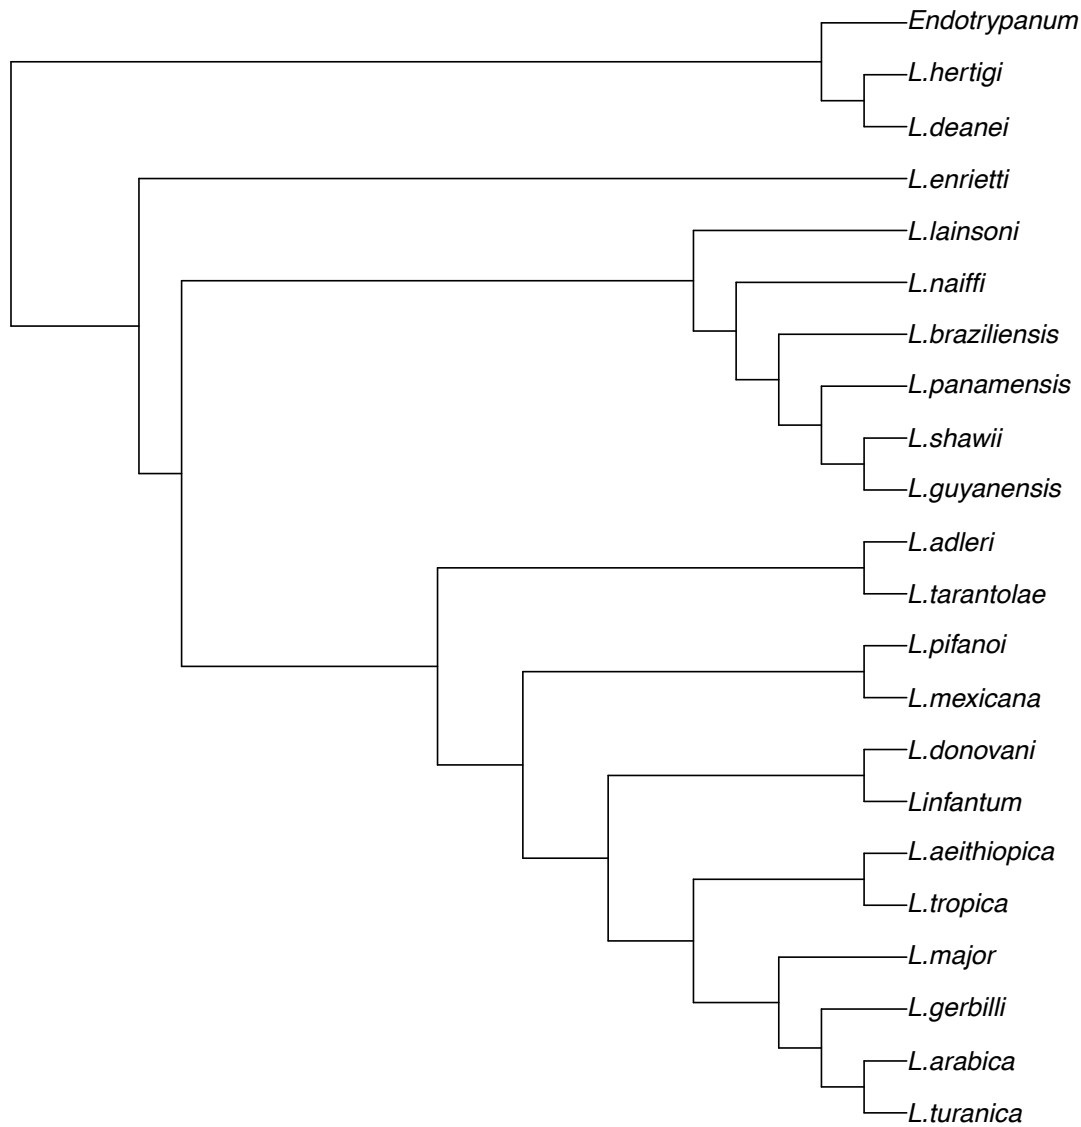 Endotrypanum
L.hertigi
L.deanei
L.enrietti
L.lainsoni
L.naiffi
L.braziliensis
L.panamensis
L.shawii
L.guyanensis
L.adleri
L.tarantolae
L.pifanoi
L.mexicana
L.donovani
Linfantum
L.aeithiopica
L.tropica
L.major
L.gerbilli
L.arabica
L.turanica